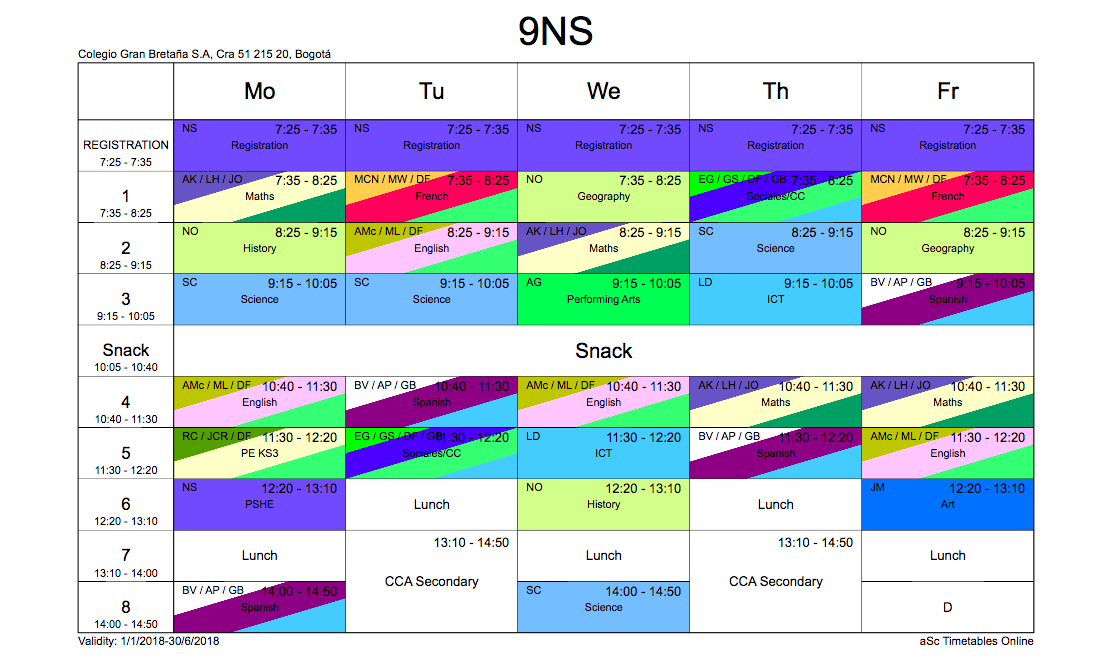 9NS
Colegio Gran Bretaña S.A, Cra 51 215 20, Bogotá
Mo Tu We Th Fr
REGISTRATION
7:25 - 7:35
NS 7:25 - 7:35 NS 7:25 - 7:35 NS 7:25 - 7:35 NS 7:25 - 7:35 NS 7:25 - 7:35
Registration Registration Registration Registration Registration
1
7:35 - 8:25
AK / LH / JO 7:35 - 8:25 MCN / MW / DF 7:35 - 8:25 NO 7:35 - 8:25 EG / GS / DF / GB 7:35 - 8:25 MCN / MW / DF 7:35 - 8:25
Maths French Geography Sociales/CC French
2
8:25 - 9:15
NO 8:25 - 9:15 AMc / ML / DF 8:25 - 9:15 AK / LH / JO 8:25 - 9:15 SC 8:25 - 9:15 NO 8:25 - 9:15
History English Maths Science Geography
3
9:15 - 10:05
SC 9:15 - 10:05 SC 9:15 - 10:05 AG 9:15 - 10:05 LD 9:15 - 10:05 BV / AP / GB 9:15 - 10:05
Science Science Performing Arts ICT Spanish
Snack
10:05 - 10:40
Snack
4
10:40 - 11:30
AMc / ML / DF 10:40 - 11:30 BV / AP / GB 10:40 - 11:30 AMc / ML / DF 10:40 - 11:30 AK / LH / JO 10:40 - 11:30 AK / LH / JO 10:40 - 11:30
English Spanish English Maths Maths
5
11:30 - 12:20
RC / JCR / DF 11:30 - 12:20 EG / GS / DF / GB 11:30 - 12:20 LD 11:30 - 12:20 BV / AP / GB 11:30 - 12:20 AMc / ML / DF 11:30 - 12:20
PE KS3 Sociales/CC ICT Spanish English
6
12:20 - 13:10
NS 12:20 - 13:10 NO 12:20 - 13:10 JM 12:20 - 13:10
PSHE Lunch History Lunch Art
7
13:10 - 14:00
13:10 - 14:50 13:10 - 14:50
Lunch Lunch Lunch
CCA Secondary CCA Secondary
8
14:00 - 14:50
BV / AP / GB 14:00 - 14:50 SC 14:00 - 14:50
Spanish Science D
Validity: 1/1/2018-30/6/2018 aSc Timetables Online